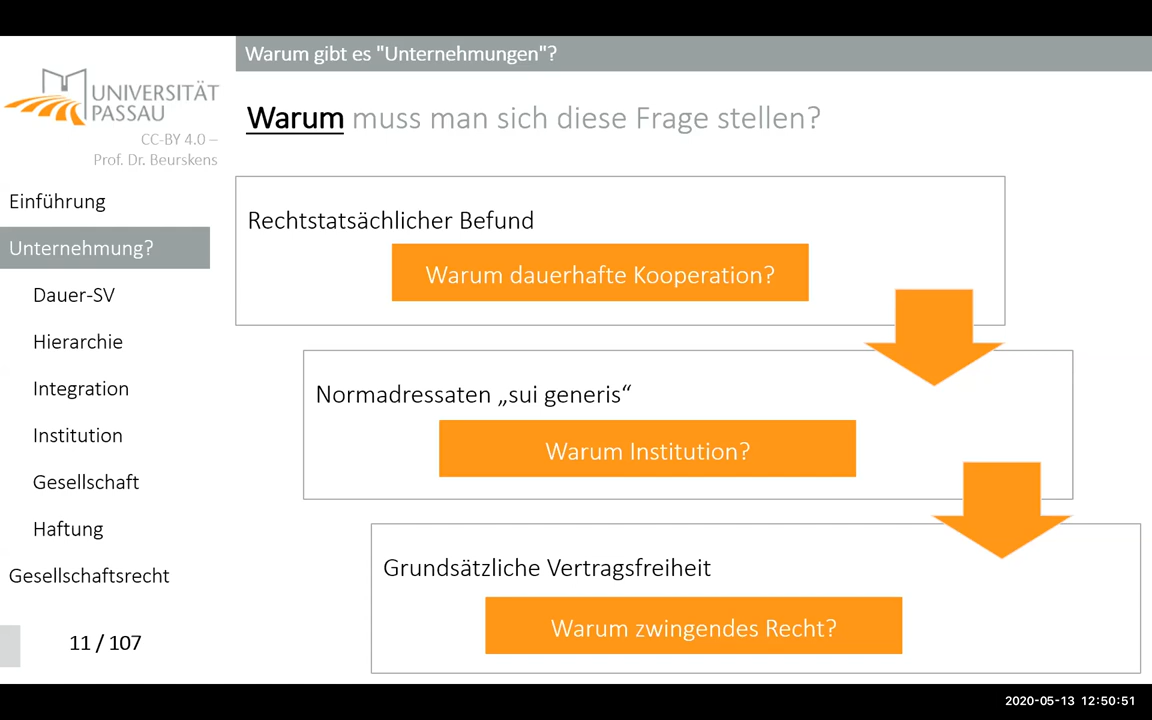 Warum gibt es "Unternehmungen"?
UNIVERSITÄT
PASSAU
CC-BY 4.0 –
Prof. Dr. Beurskens
Einführung
Unternehmung?
Dauer-SV
Hierarchie
Integration
Institution
Gesellschaft
Haftung
Gesellschaftsrecht
11 / 107
Warum muss man sich diese Frage stellen?
Rechtstatsächlicher Befund
Warum dauerhafte Kooperation?
Normadressaten „sui generis“
Warum Institution?
Grundsätzliche Vertragsfreiheit
Warum zwingendes Recht?
2020-05-13 12:50:51